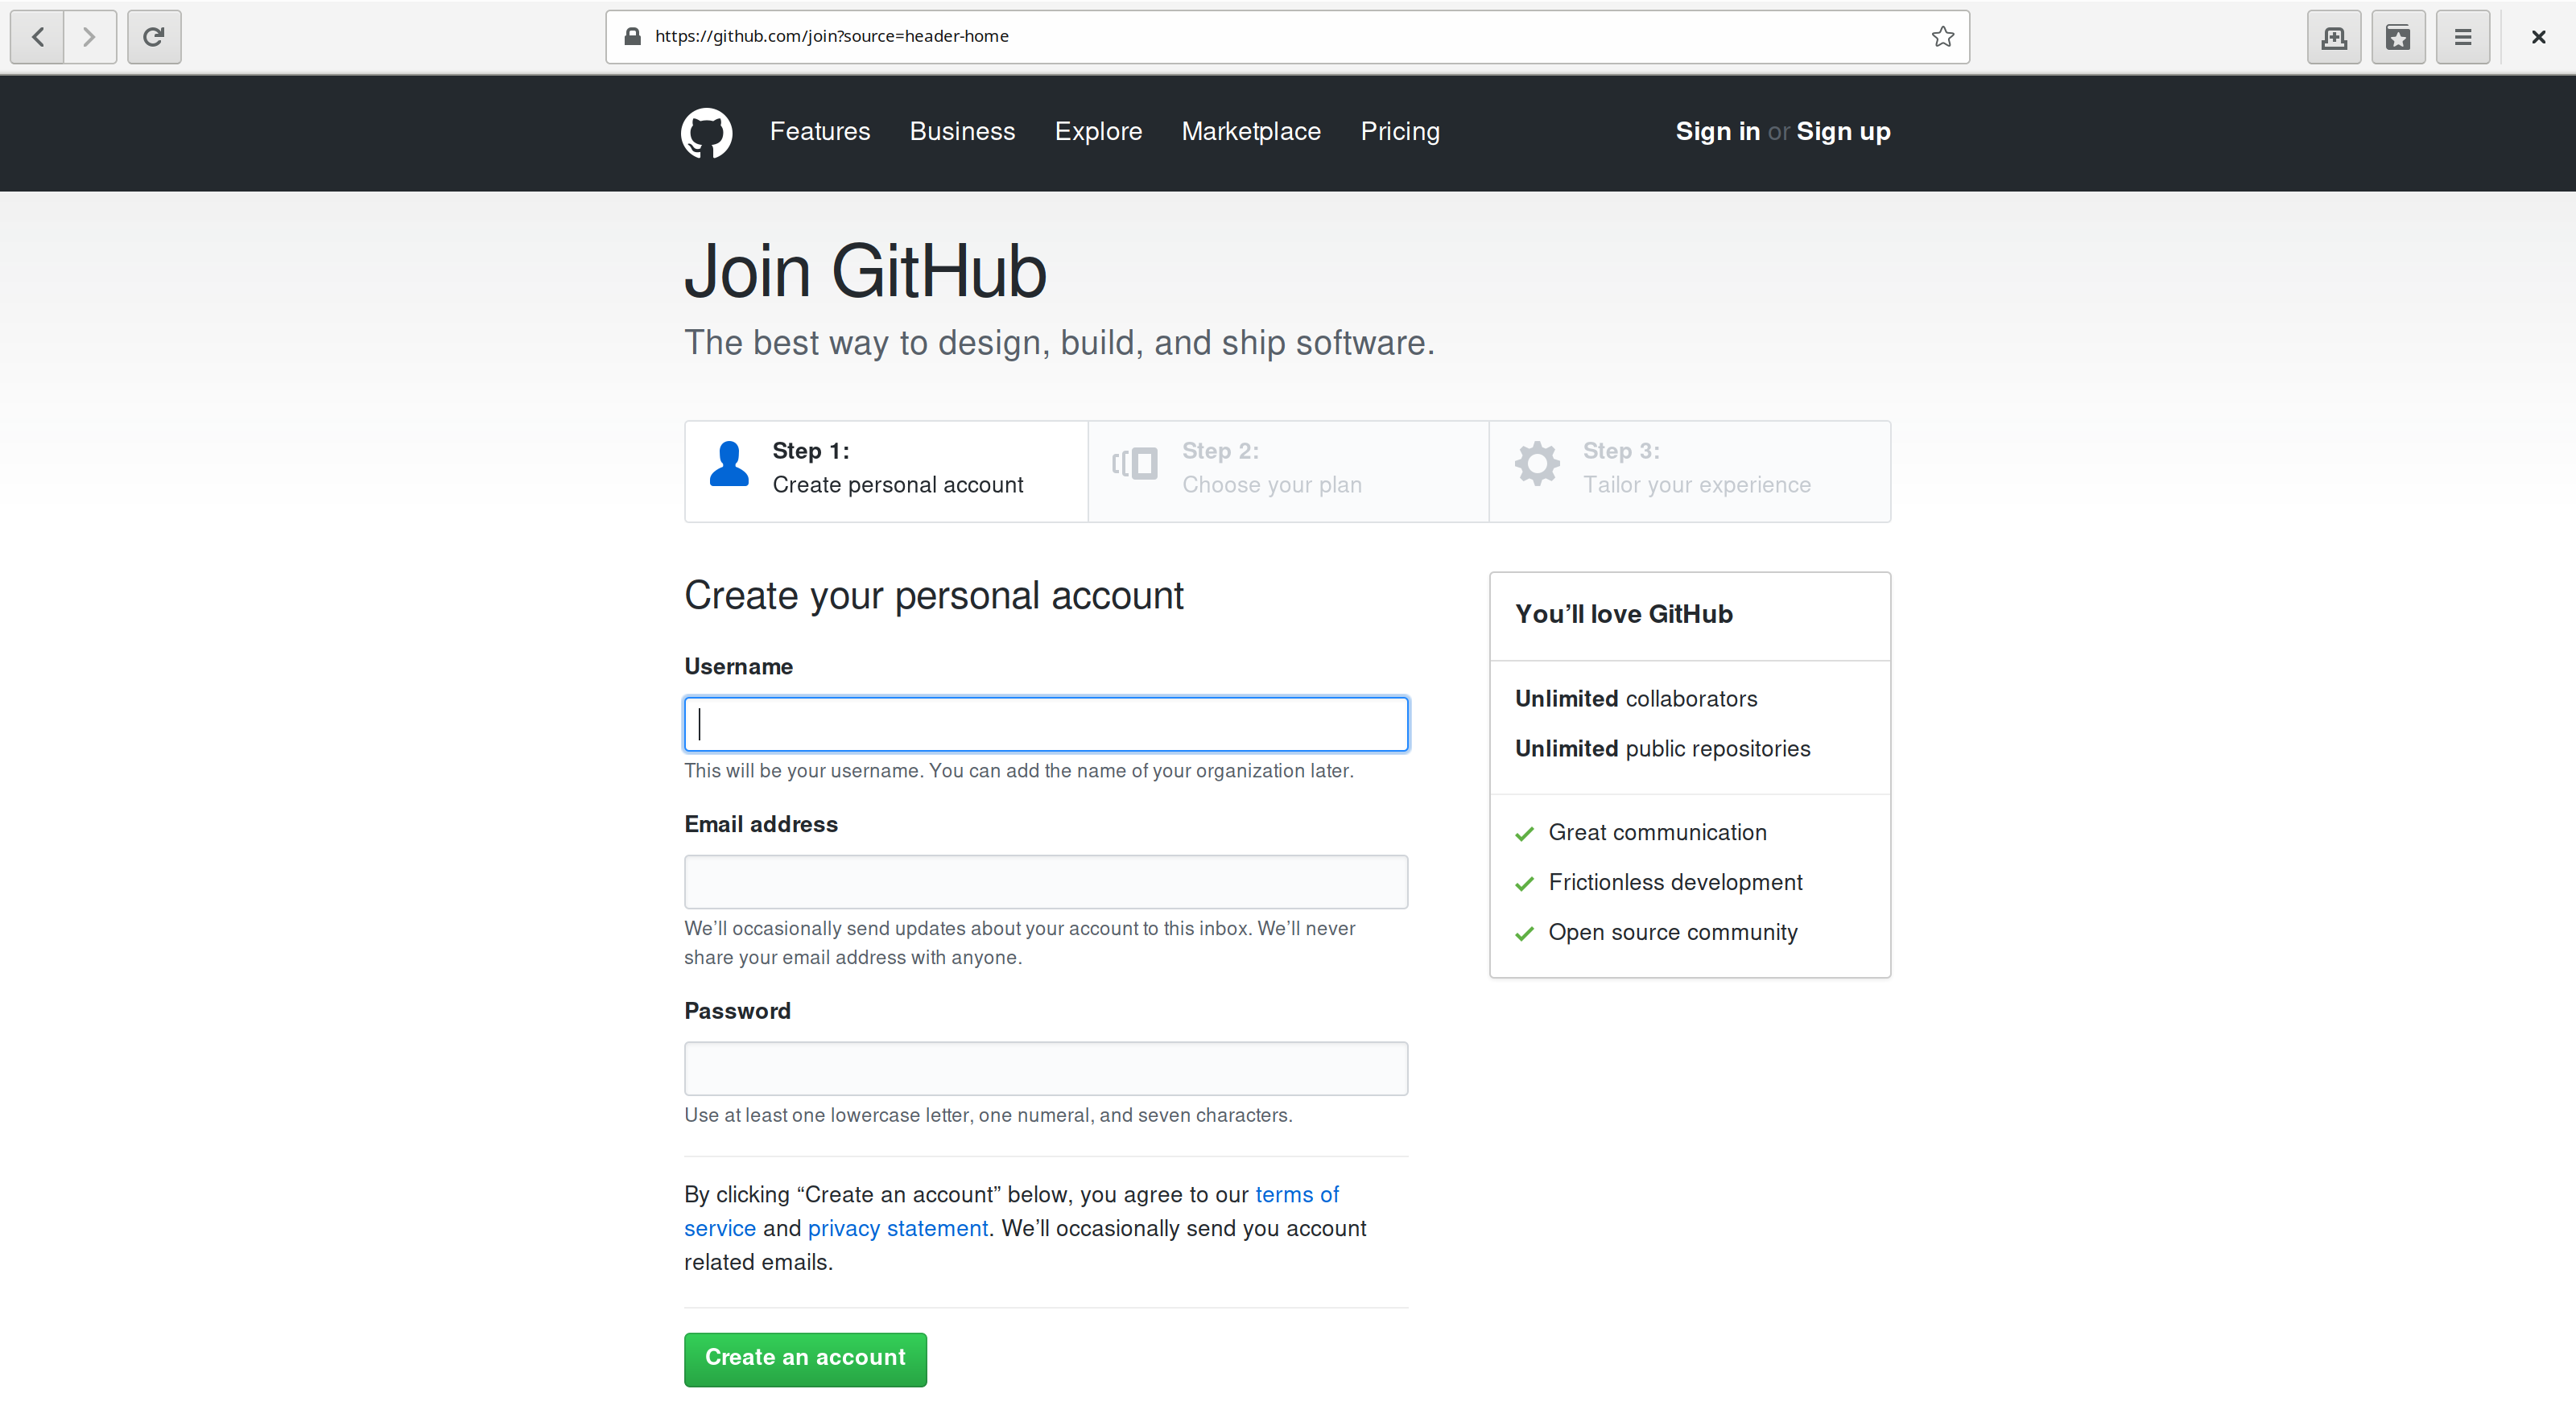 https://github.com/join?source=header-home
Features Business Explore Marketplace Pricing Sign in or Sign up
Join GitHub
The best way to design, build, and ship software.
Step 1:
Create personal account
Step 2:
Choose your plan
Step 3:
Tailor your experience
Create your personal account
Username
This will be your username. You can add the name of your organization later.
Email address
We’ll occasionally send updates about your account to this inbox. We’ll never
share your email address with anyone.
Password
Use at least one lowercase letter, one numeral, and seven characters.
By clicking “Create an account” below, you agree to our terms of
service and privacy statement. We’ll occasionally send you account
related emails.
Create an account
You’ll love GitHub
Unlimited collaborators
Unlimited public repositories
Great communication
Frictionless development
Open source community